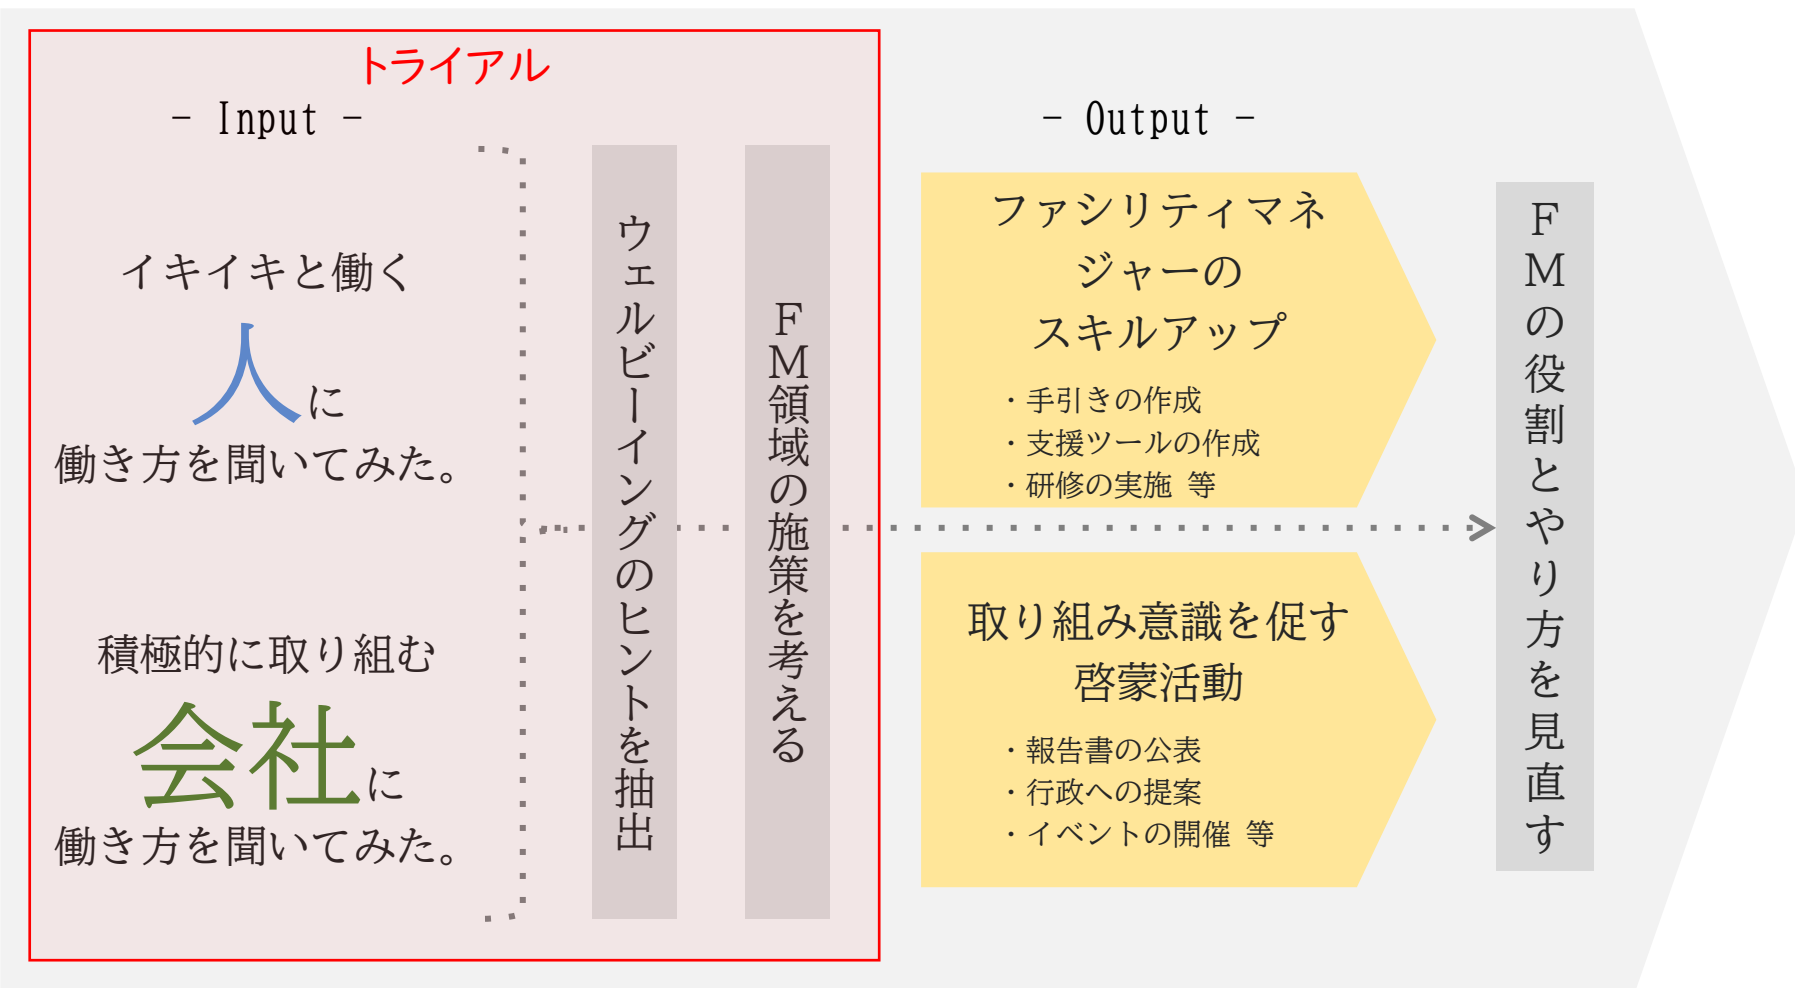 トライアル
- Input -
イキイキと働く
人に
働き方を聞いてみた。
積極的に取り組む
会社に
働き方を聞いてみた。
ウェルビーイングのヒントを抽出
ＦＭ領域の施策を考える
- Output -
ファシリティマネ
ジャーの
スキルアップ
・手引きの作成
・支援ツールの作成
・研修の実施 等
取り組み意識を促す
啓蒙活動
・報告書の公表
・行政への提案
・イベントの開催 等
ＦＭの役割とやり方を見直す